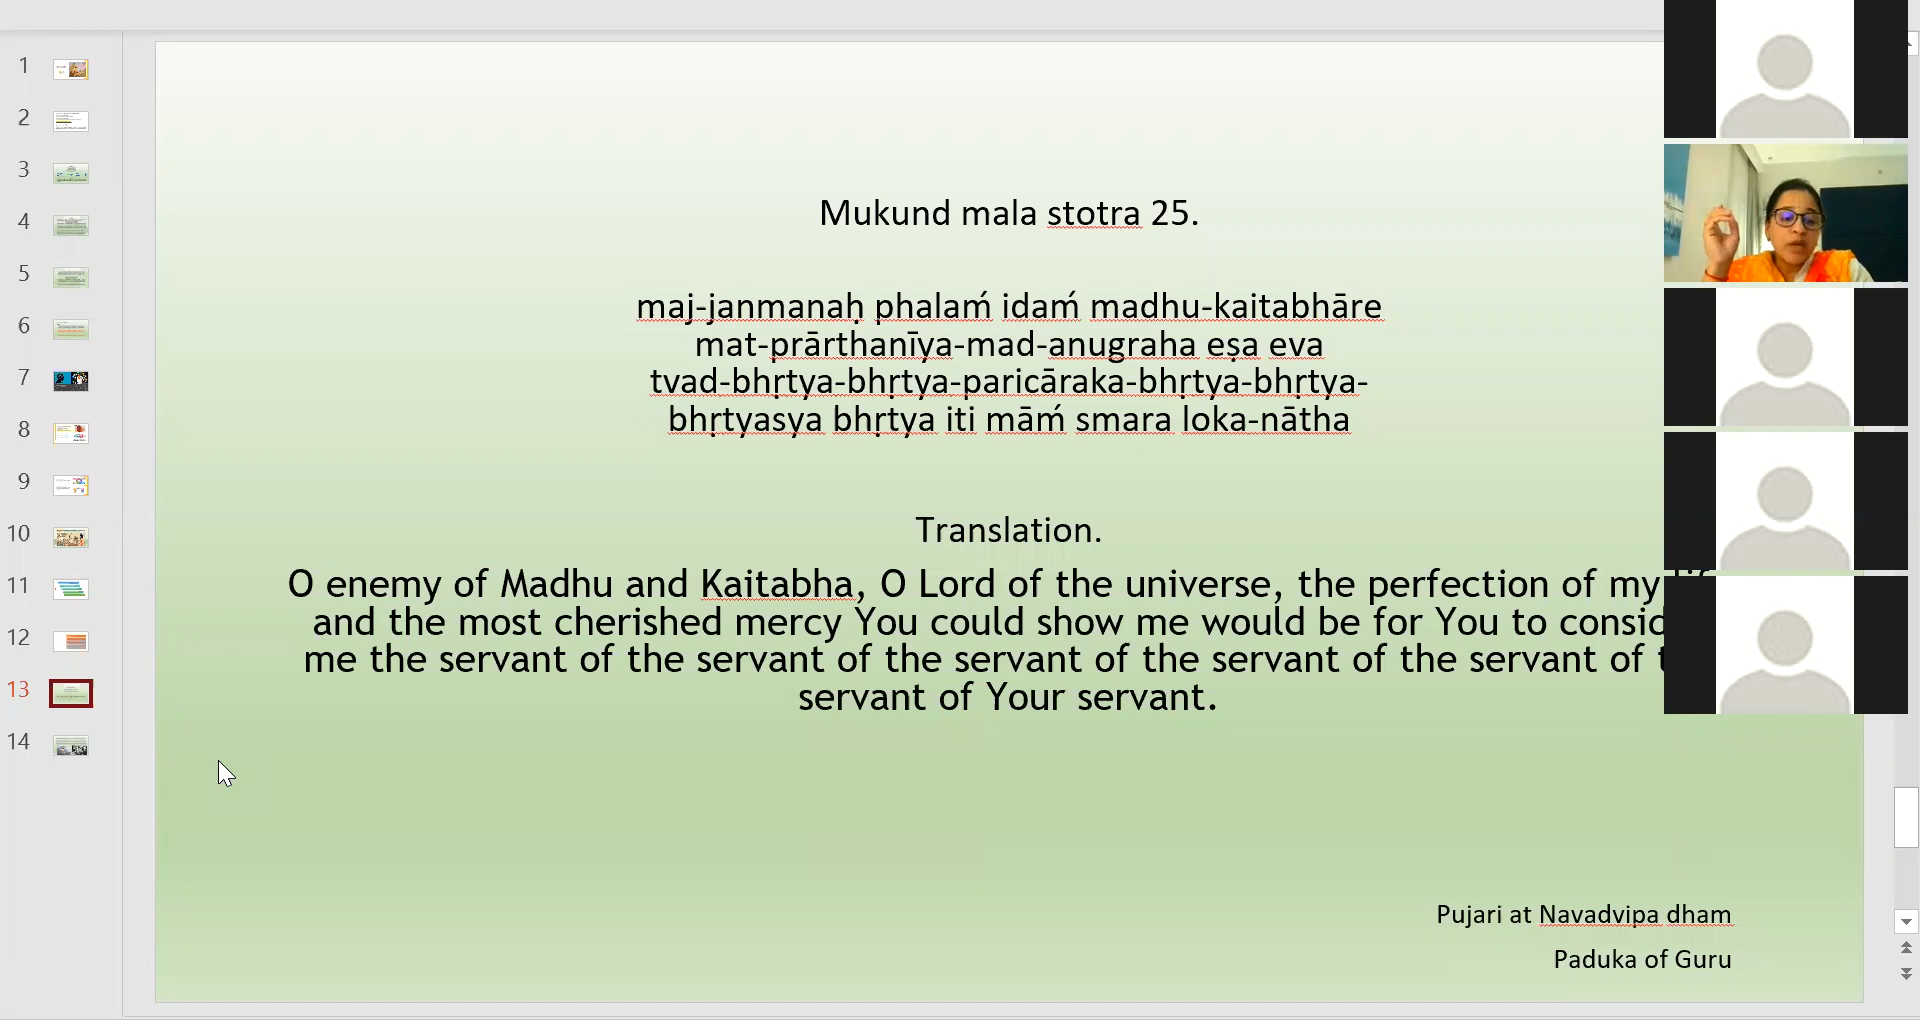 1
2
3
4
5
6
7
8
9
10
11
12
13
14
Mukund mala stotra 25.
maj-janmanaḥ phalaḿ idaḿ madhu-kaitabhāre
mat-prārthanīya-mad-anugraha eṣa eva
tvad-bhṛtya-bhṛtya-paricāraka-bhṛtya-bhṛtya-
bhṛtyasya bhṛtya iti māḿ smara loka-nātha
Translation.
O enemy of Madhu and Kaitabha, O Lord of the universe, the perfection of my
and the most cherished mercy You could show me would be for You to
me the servant of the servant of the servant of the servant of the servant of
servant of Your servant.
Pujari at Navadvipa dham
Paduka of Guru